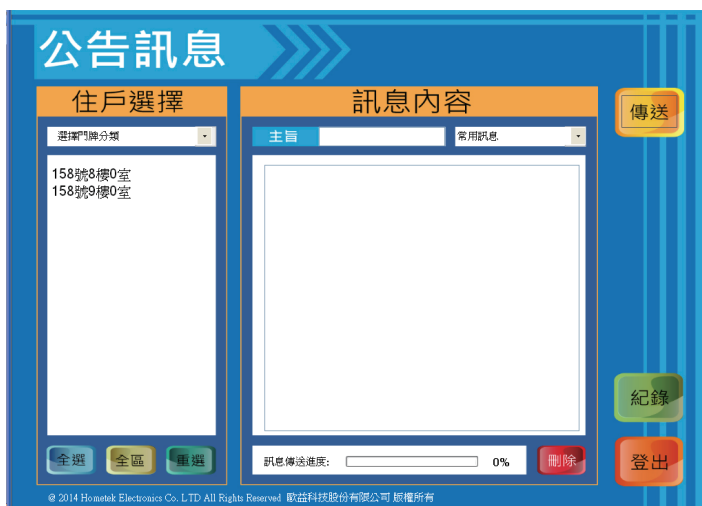 公告訊息
住戶選擇
選擇門牌分類
158號8樓0室
158號9樓0室
全選 全區 重選
訊息內容
主旨 常用訊息
訊息傳送進度: 0% 刪除
傳送
紀錄
登出
@ 2014 Hometek Electronics Co. LTD All Rights Reserved 歐益科技股份有限公司 版權所有